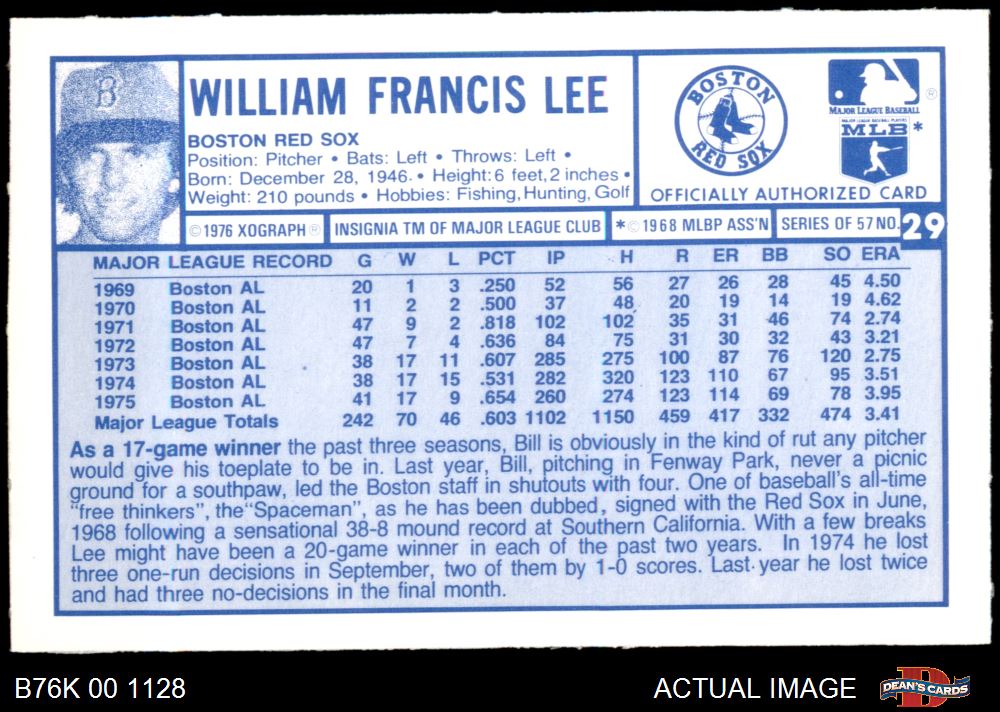 B
WILLIAM FRANCIS LEE
BOSTON RED SOX
Position: Pitcher • Bats: Left • Throws: Left •
Born: December 28, 1946. • Height: 6 feet, 2 inches •
Weight: 210 pounds • Hobbies: Fishing, Hunting, Golf
BOSTON
RED SOX
®
MAJOR LEAGUE BASEBALL
MAJOR LEAGUE BASEBALL PLAYERS
MLB *
OFFICIALLY AUTHORIZED CARD
© 1976 XOGRAPH ® INSIGNIA TM OF MAJOR LEAGUE CLUB * © 1968 MLBP ASS'N SERIES OF 57 NO. 29
MAJOR LEAGUE RECORD G W L PCT IP H R ER BB SO ERA
1969 Boston AL 20 1 3 .250 52 56 27 26 28 45 4.50
1970 Boston AL 11 2 2 .500 37 48 20 19 14 19 4.62
1971 Boston AL 47 9 2 .818 102 102 35 31 46 74 2.74
1972 Boston AL 47 7 4 .636 84 75 31 30 32 43 3.21
1973 Boston AL 38 17 11 .607 285 275 100 87 76 120 2.75
1974 Boston AL 38 17 15 .531 282 320 123 110 67 95 3.51
1975 Boston AL 41 17 9 .654 260 274 123 114 69 78 3.95
Major League Totals 242 70 46 .603 1102 1150 459 417 332 474 3.41
As a 17-game winner the past three seasons, Bill is obviously in the kind of rut any pitcher
would give his toeplate to be in. Last year, Bill, pitching in Fenway Park, never a picnic
ground for a southpaw, led the Boston staff in shutouts with four. One of baseball's all-time
"free thinkers", the "Spaceman", as he has been dubbed, signed with the Red Sox in June,
1968 following a sensational 38-8 mound record at Southern California. With a few breaks
Lee might have been a 20-game winner in each of the past two years. In 1974 he lost
three one-run decisions in September, two of them by 1-0 scores. Last year he lost twice
and had three no-decisions in the final month.
B76K 00 1128
ACTUAL IMAGE
D
DEAN'S CARDS